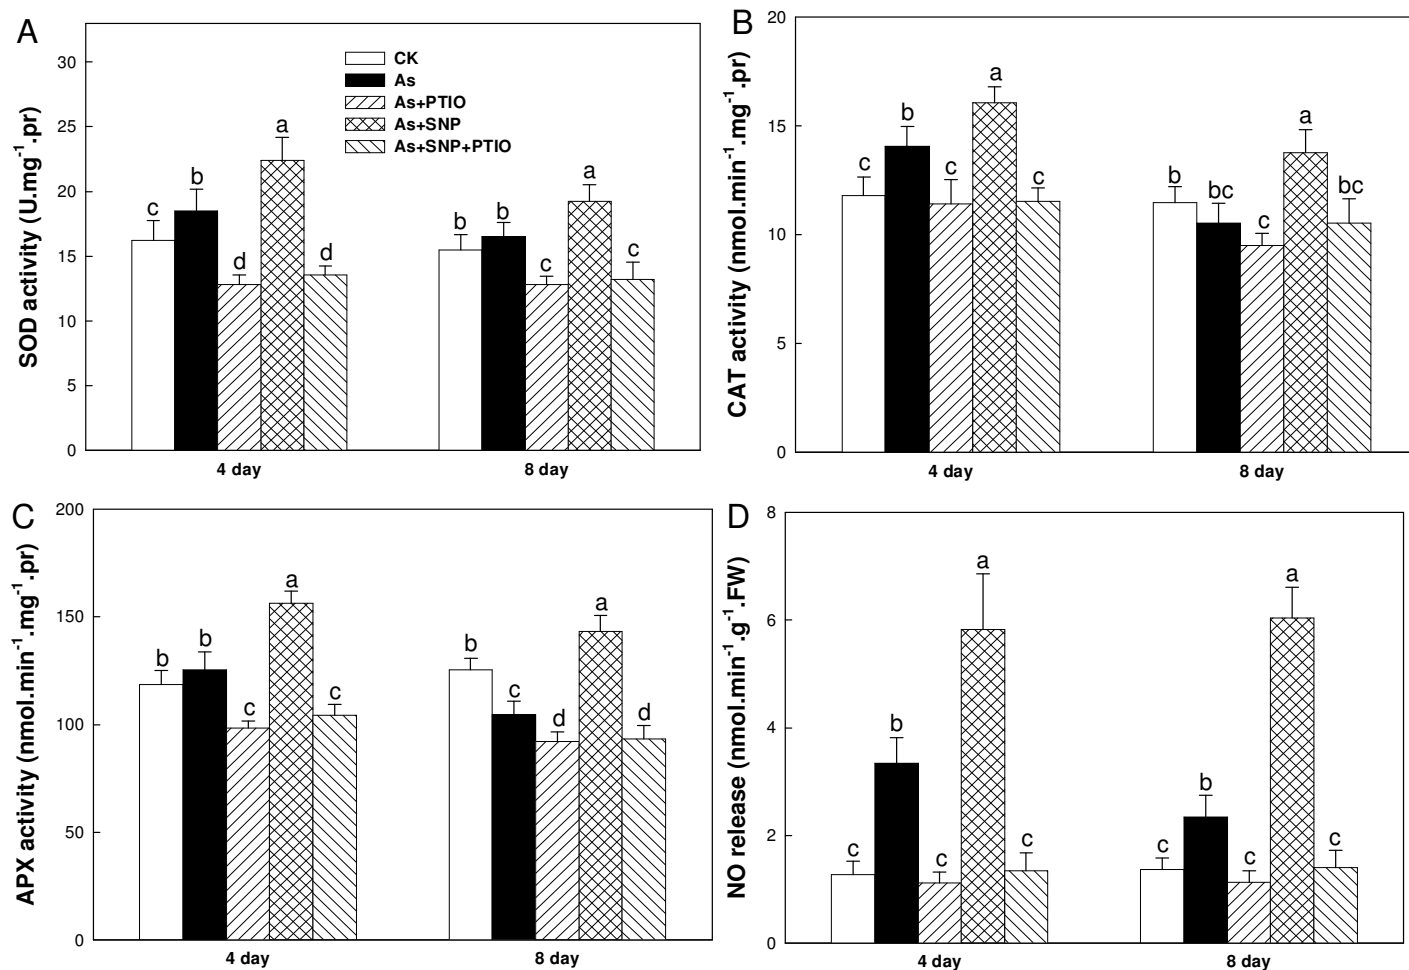 A
SOD activity (U.mg⁻¹.pr)
30
25
20
15
10
5
0
CK
As
As+PTIO
As+SNP
As+SNP+PTIO
c
b
d
a
d
b
b
c
a
c
4 day
8 day
B
CAT activity (nmol.min⁻¹.mg⁻¹.pr)
20
15
10
5
0
c
b
c
a
c
b
bc
c
a
bc
4 day
8 day
C
APX activity (nmol.min⁻¹.mg⁻¹.pr)
200
150
100
50
0
b
b
c
a
c
b
c
d
a
d
4 day
8 day
D
NO release (nmol.min⁻¹.g⁻¹.FW)
8
6
4
2
0
c
b
c
a
c
c
b
c
a
c
4 day
8 day